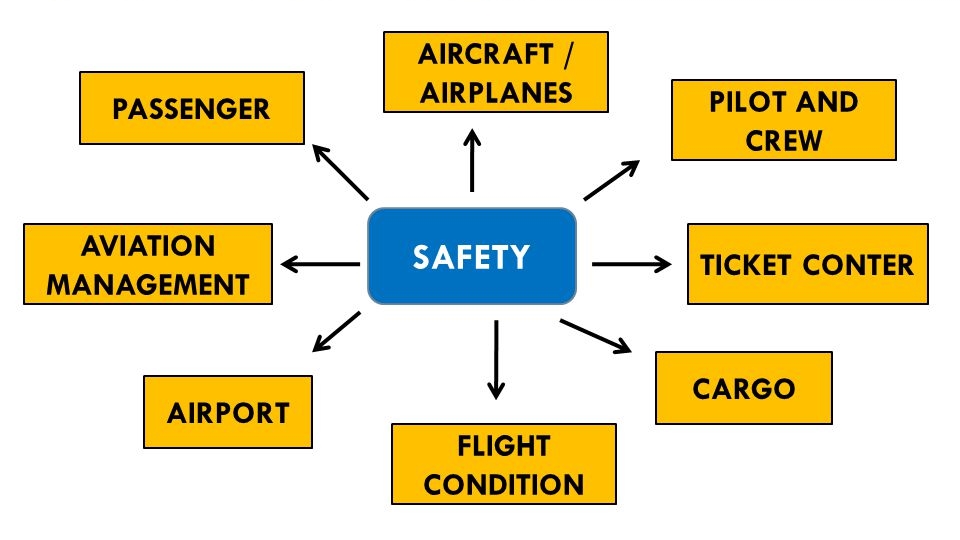 AIRCRAFT /
AIRPLANES
PASSENGER
PILOT AND
CREW
AVIATION
MANAGEMENT
SAFETY
TICKET CONTER
AIRPORT
CARGO
FLIGHT
CONDITION